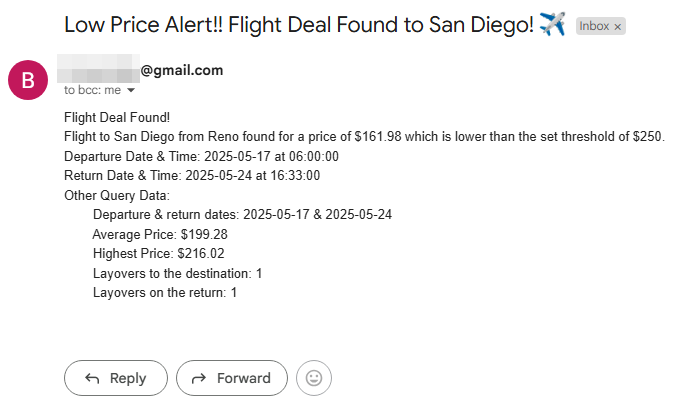 Low Price Alert!! Flight Deal Found to San Diego! ✈️ Inbox ×
B
@gmail.com
to bcc: me
Flight Deal Found!
Flight to San Diego from Reno found for a price of $161.98 which is lower than the set threshold of $250.
Departure Date & Time: 2025-05-17 at 06:00:00
Return Date & Time: 2025-05-24 at 16:33:00
Other Query Data:
Departure & return dates: 2025-05-17 & 2025-05-24
Average Price: $199.28
Highest Price: $216.02
Layovers to the destination: 1
Layovers on the return: 1
Reply
Forward